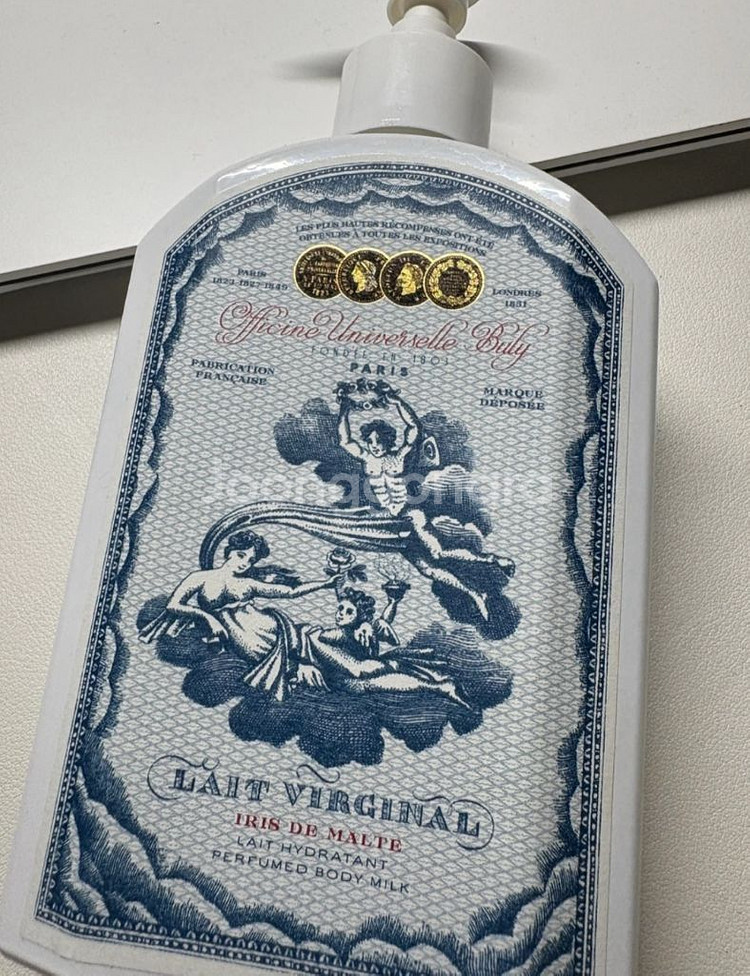 LES PLUS HAUTES RÉCOMPENSES ONT ÉTÉ
OBTENUES À TOUTES LES EXPOSITIONS
PARIS
1823-1827-1849
LONDRES
1851
Officine Universelle Buly
FONDÉE EN 1803
PARIS
FABRICATION
FRANÇAISE
MARQUE
DÉPOSÉE
LAIT VIRGINAL
IRIS DE MALTE
LAIT HYDRATANT
PERFUMED BODY MILK